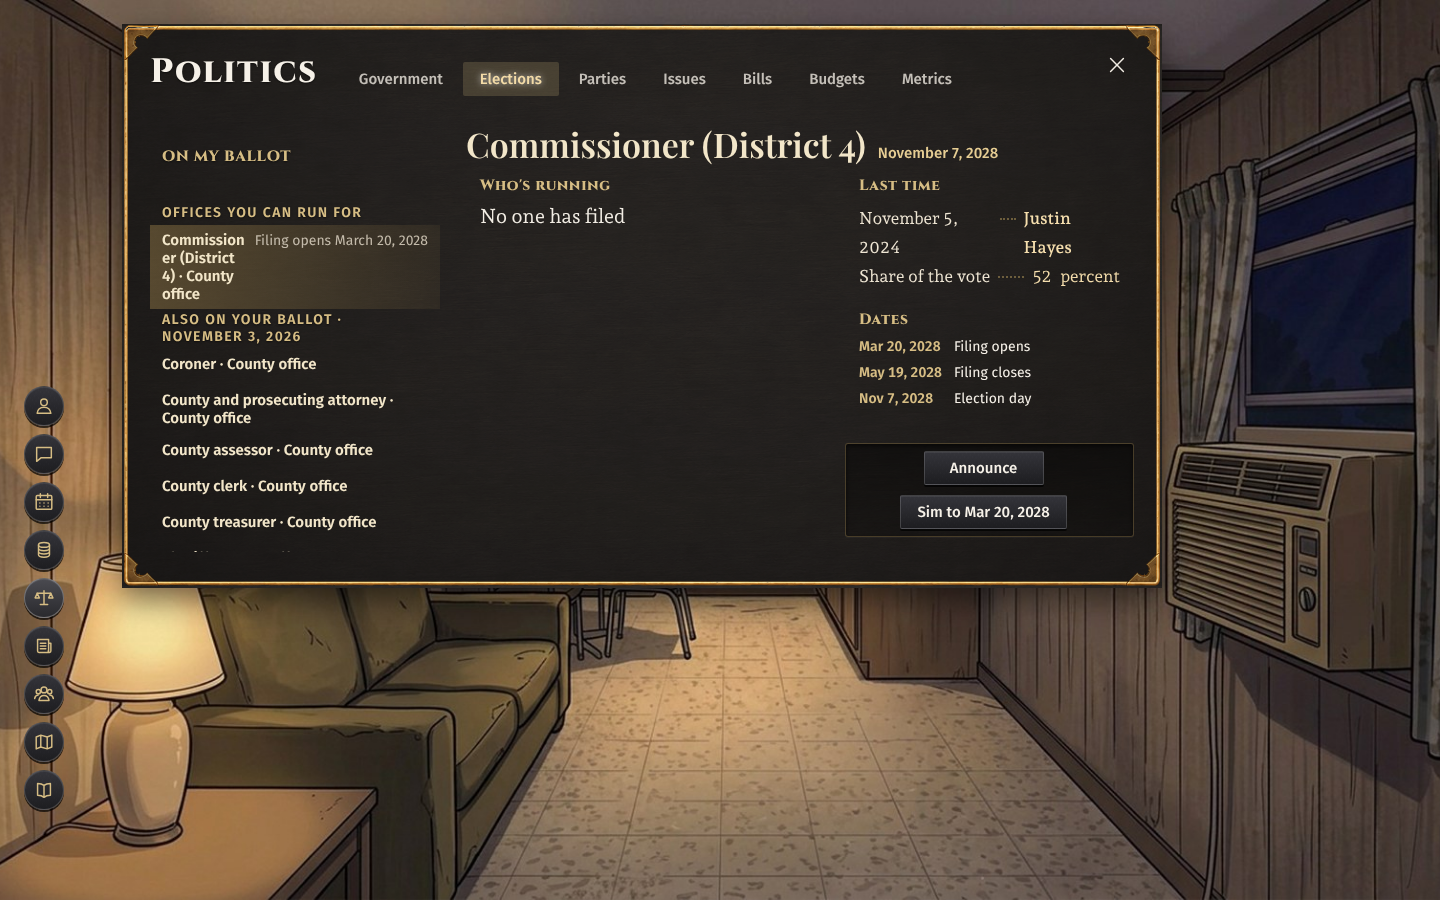 Politics
Government
Elections
Parties
Issues
Bills
Budgets
Metrics
ON MY BALLOT
OFFICES YOU CAN RUN FOR
Commission
er (District
4) · County
office
Filing opens March 20, 2028
ALSO ON YOUR BALLOT ·
NOVEMBER 3, 2026
Coroner · County office
County and prosecuting attorney ·
County office
County assessor · County office
County clerk · County office
County treasurer · County office
Commissioner (District 4) November 7, 2028
Who's running
No one has filed
Last time
November 5,
2024
Justin
Hayes
Share of the vote 52 percent
Dates
Mar 20, 2028 Filing opens
May 19, 2028 Filing closes
Nov 7, 2028 Election day
Announce
Sim to Mar 20, 2028